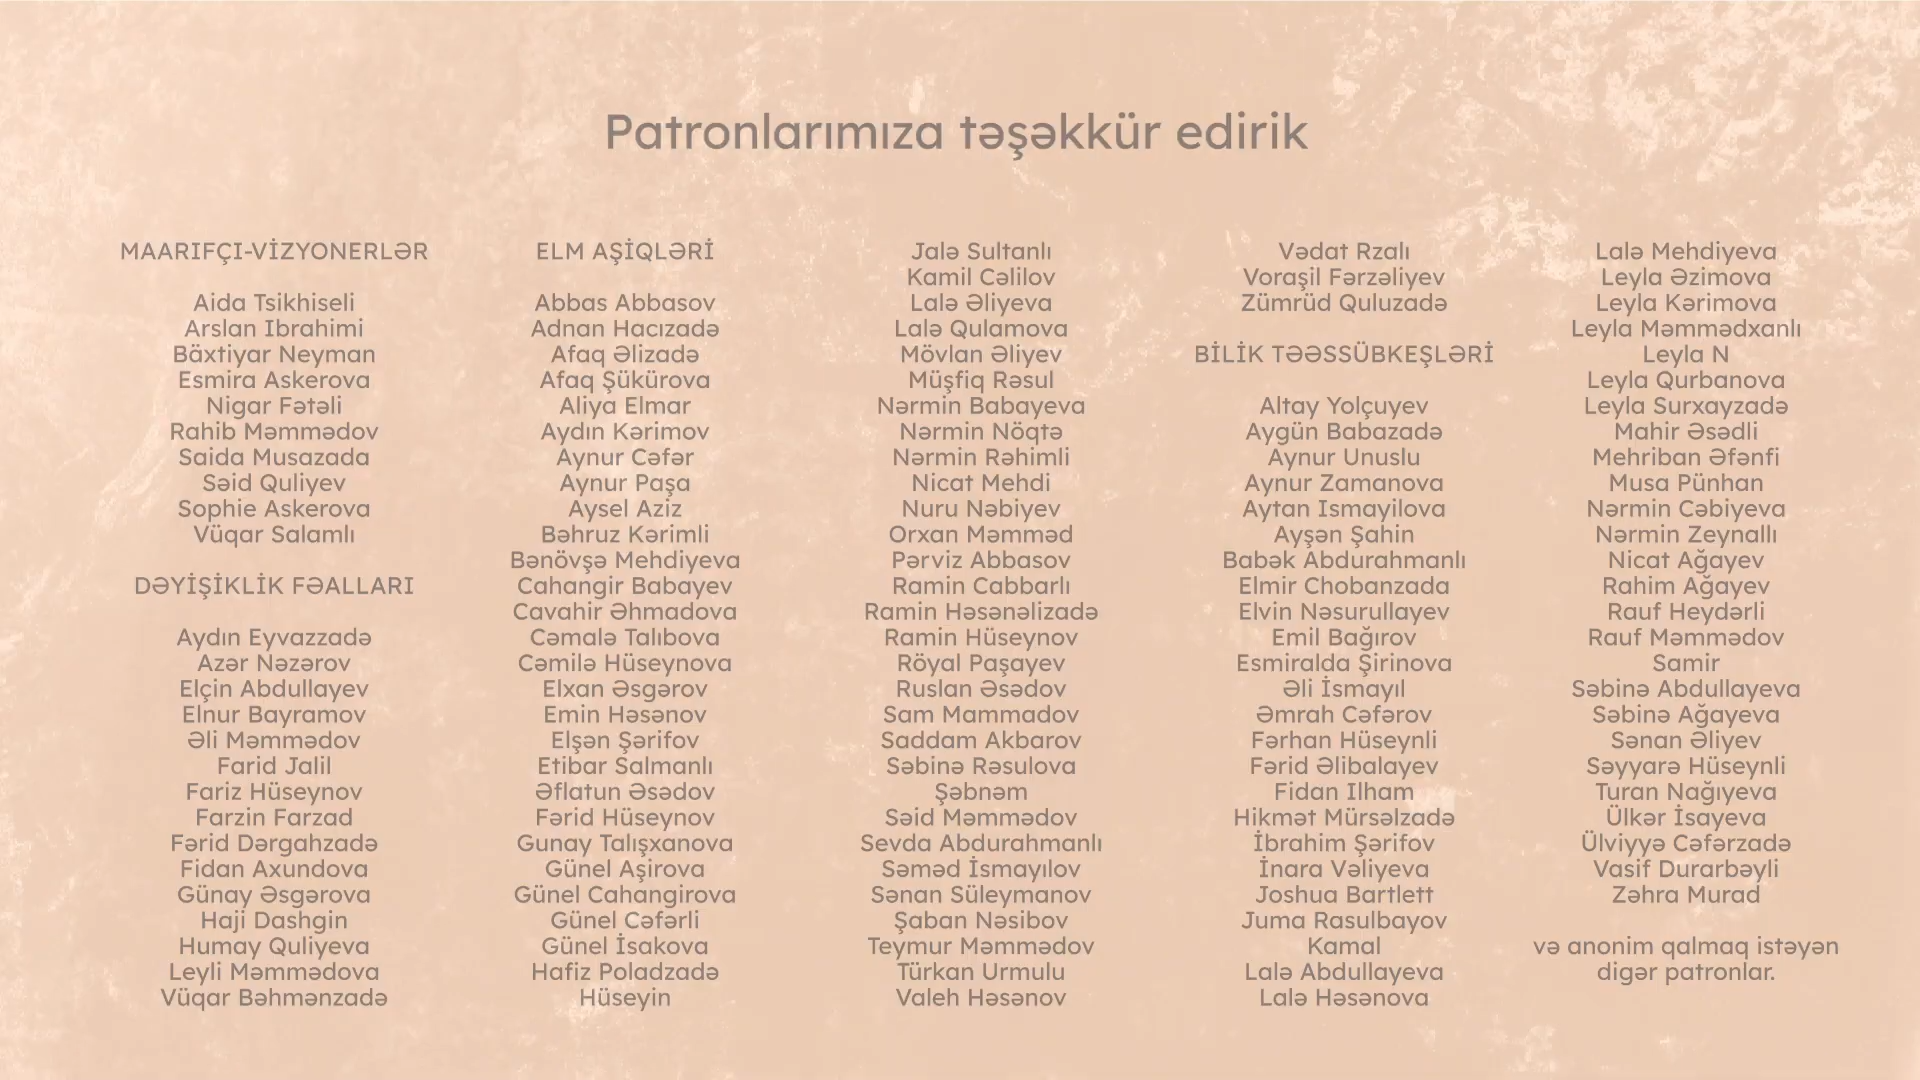 Patronlarımıza təşəkkür edirik
MAARIFÇI-VİZYONERLƏR
Aida Tsikhiseli
Arslan Ibrahimi
Bäxtiyar Neyman
Esmira Askerova
Nigar Fətəli
Rahib Məmmədov
Saida Musazada
Səid Quliyev
Sophie Askerova
Vüqar Salamlı
DƏYİŞİKLİK FƏALLARI
Aydın Eyvazzadə
Azər Nəzərov
Elçin Abdullayev
Elnur Bayramov
Əli Məmmədov
Farid Jalil
Fariz Hüseynov
Farzin Farzad
Fərid Dərgahzadə
Fidan Axundova
Günay Əsgərova
Haji Dashgin
Humay Quliyeva
Leyli Məmmədova
Vüqar Bəhmənzadə
ELM AŞİQLƏRİ
Abbas Abbasov
Adnan Hacızadə
Afaq Əlizadə
Afaq Şükürova
Aliya Elmar
Aydın Kərimov
Aynur Cəfər
Aynur Paşa
Aysel Aziz
Bəhruz Kərimli
Bənövşə Mehdiyeva
Cahangir Babayev
Cavahir Əhmadova
Cəmalə Talıbova
Cəmilə Hüseynova
Elxan Əsgərov
Emin Həsənov
Elşən Şərifov
Etibar Salmanlı
Əflatun Əsədov
Fərid Hüseynov
Gunay Talışxanova
Günel Aşirova
Günel Cahangirova
Günel Cəfərli
Günel İsakova
Hafiz Poladzadə
Hüseyin
Jalə Sultanlı
Kamil Cəlilov
Lalə Əliyeva
Lalə Qulamova
Mövlan Əliyev
Müşfiq Rəsul
Nərmin Babayeva
Nərmin Nöqtə
Nərmin Rəhimli
Nicat Mehdi
Nuru Nəbiyev
Orxan Məmməd
Pərviz Abbasov
Ramin Cabbarlı
Ramin Həsənəlizadə
Ramin Hüseynov
Röyal Paşayev
Ruslan Əsədov
Sam Mammadov
Saddam Akbarov
Səbinə Rəsulova
Şəbnəm
Səid Məmmədov
Sevda Abdurahmanlı
Səməd İsmayılov
Sənan Süleymanov
Şaban Nəsibov
Teymur Məmmədov
Türkan Urmulu
Valeh Həsənov
Vədat Rzalı
Voraşil Fərzəliyev
Zümrüd Quluzadə
BİLİK TƏƏSSÜBKEŞLƏRİ
Altay Yolçuyev
Aygün Babazadə
Aynur Unuslu
Aynur Zamanova
Aytan Ismayilova
Ayşən Şahin
Babək Abdurahmanlı
Elmir Chobanzada
Elvin Nəsurullayev
Emil Bağırov
Esmiralda Şirinova
Əli İsmayıl
Əmrah Cəfərov
Fərhan Hüseynli
Fərid Əlibalayev
Fidan Ilham
Hikmət Mürsəlzadə
İbrahim Şərifov
İnara Vəliyeva
Joshua Bartlett
Juma Rasulbayov
Kamal
Lalə Abdullayeva
Lalə Həsənova
Lalə Mehdiyeva
Leyla Əzimova
Leyla Kərimova
Leyla Məmmədxanlı
Leyla N
Leyla Qurbanova
Leyla Surxayzadə
Mahir Əsədli
Mehriban Əfənfi
Musa Pünhan
Nərmin Cəbiyeva
Nərmin Zeynallı
Nicat Ağayev
Rahim Ağayev
Rauf Heydərli
Rauf Məmmədov
Samir
Səbinə Abdullayeva
Səbinə Ağayeva
Sənan Əliyev
Səyyarə Hüseynli
Turan Nağıyeva
Ülkər İsayeva
Ülviyyə Cəfərzadə
Vasif Durarbəyli
Zəhra Murad
və anonim qalmaq istəyən
digər patronlar.